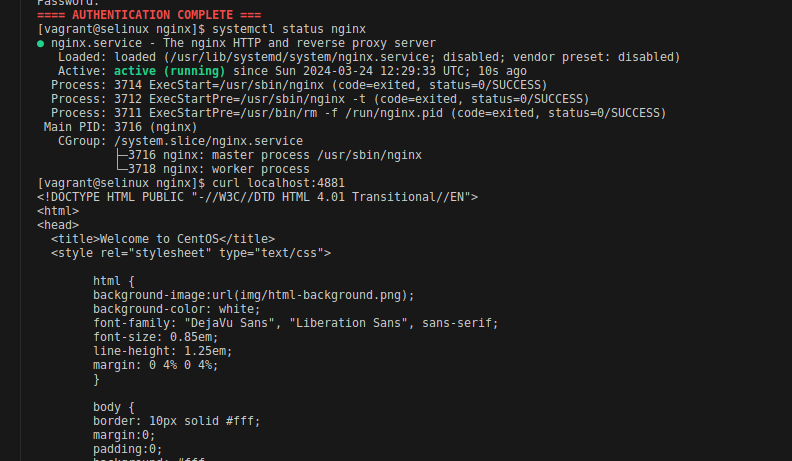 Password:
==== AUTHENTICATION COMPLETE ===
[vagrant@selinux nginx]$ systemctl status nginx
● nginx.service - The nginx HTTP and reverse proxy server
   Loaded: loaded (/usr/lib/systemd/system/nginx.service; disabled; vendor preset: disabled)
   Active: active (running) since Sun 2024-03-24 12:29:33 UTC; 10s ago
  Process: 3714 ExecStart=/usr/sbin/nginx (code=exited, status=0/SUCCESS)
  Process: 3712 ExecStartPre=/usr/sbin/nginx -t (code=exited, status=0/SUCCESS)
  Process: 3711 ExecStartPre=/usr/bin/rm -f /run/nginx.pid (code=exited, status=0/SUCCESS)
 Main PID: 3716 (nginx)
   CGroup: /system.slice/nginx.service
           ├─3716 nginx: master process /usr/sbin/nginx
           └─3718 nginx: worker process
[vagrant@selinux nginx]$ curl localhost:4881
<!DOCTYPE HTML PUBLIC "-//W3C//DTD HTML 4.01 Transitional//EN">
<html>
<head>
  <title>Welcome to CentOS</title>
  <style rel="stylesheet" type="text/css">

        html {
        background-image:url(img/html-background.png);
        background-color: white;
        font-family: "DejaVu Sans", "Liberation Sans", sans-serif;
        font-size: 0.85em;
        line-height: 1.25em;
        margin: 0 4% 0 4%;
        }

        body {
        border: 10px solid #fff;
        margin:0;
        padding:0;
        background: #fff